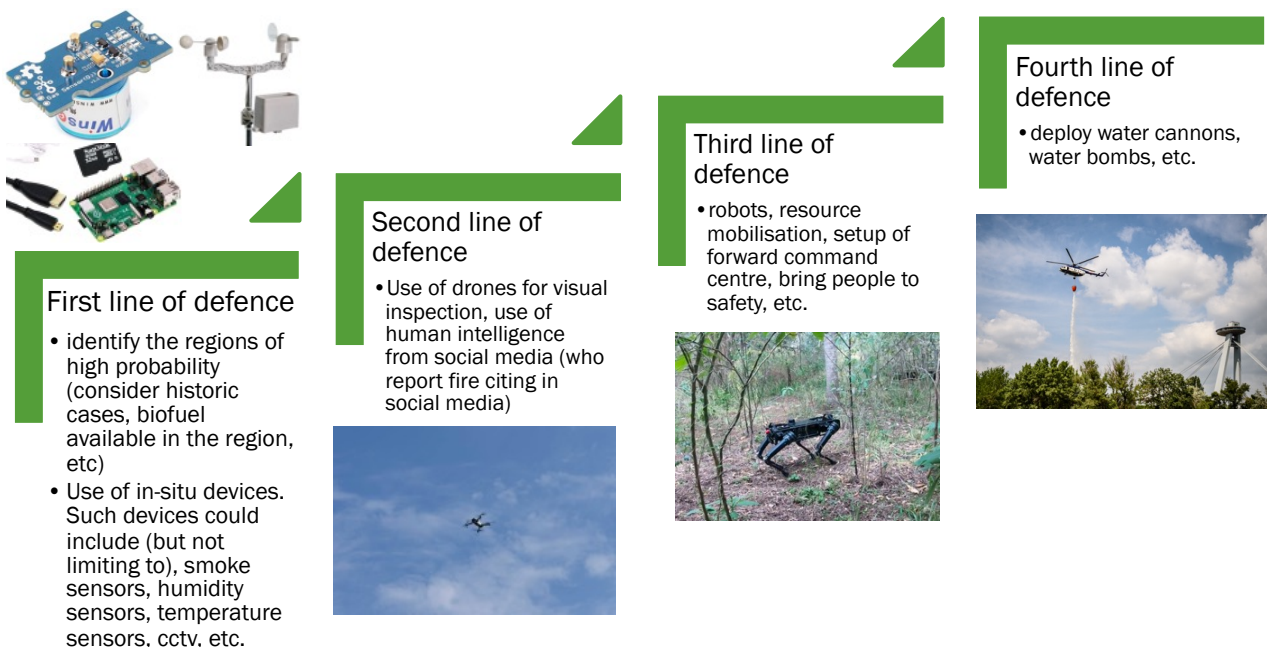 First line of defence
• identify the regions of
high probability
(consider historic
cases, biofuel
available in the region,
etc)
• Use of in-situ devices.
Such devices could
include (but not
limiting to), smoke
sensors, humidity
sensors, temperature
sensors, cctv, etc.
Second line of
defence
•Use of drones for visual
inspection, use of
human intelligence
from social media (who
report fire citing in
social media)
Third line of
defence
•robots, resource
mobilisation, setup of
forward command
centre, bring people to
safety, etc.
Fourth line of
defence
•deploy water cannons,
water bombs, etc.